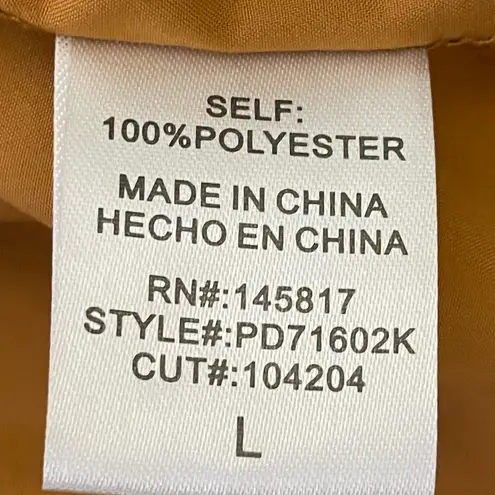 SELF:
100%POLYESTER
MADE IN CHINA
HECHO EN CHINA
RN#:145817
STYLE#:PD71602K
CUT#:104204
L